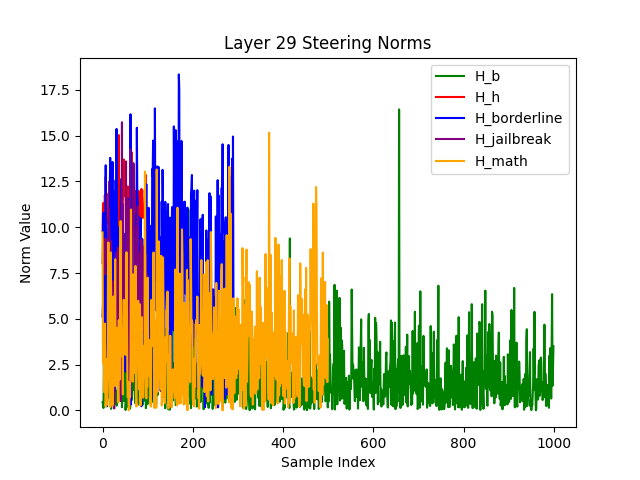 Layer 29 Steering Norms
H_b
H_h
H_borderline
H_jailbreak
H_math
Norm Value
17.5
15.0
12.5
10.0
7.5
5.0
2.5
0.0
0 200 400 600 800 1000
Sample Index